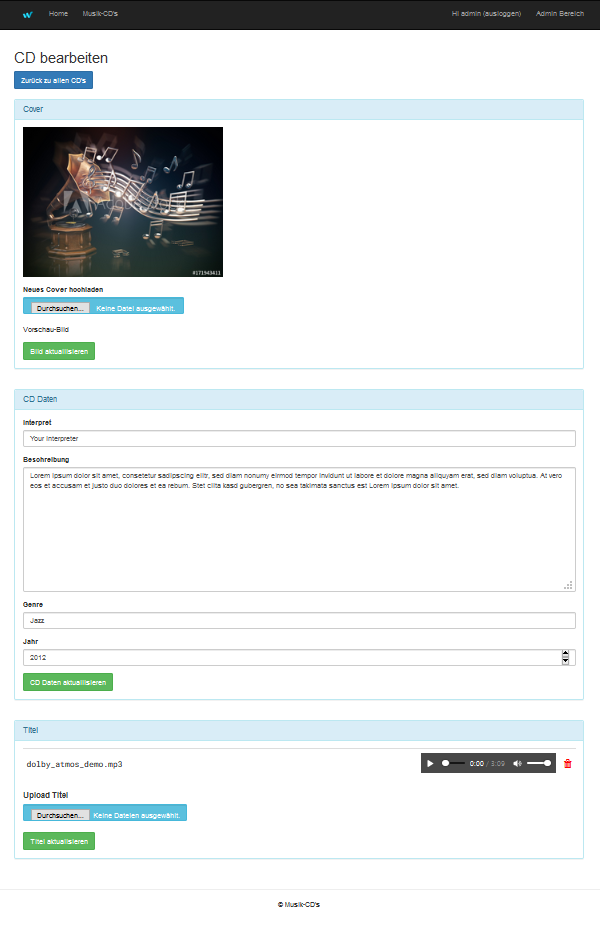 Home Musik-CD's Hi admin (ausloggen) Admin Bereich
CD bearbeiten
Zurück zu allen CD's
Cover
#171943411
Neues Cover hochladen
Durchsuchen... Keine Datei ausgewählt.
Vorschau-Bild
Bild aktualisieren
CD Daten
Interpret
Your Interpreter
Beschreibung
Lorem ipsum dolor sit amet, consetetur sadipscing elitr, sed diam nonumy eirmod tempor invidunt ut labore et dolore magna aliquyam erat, sed diam voluptua. At vero
eos et accusam et justo duo dolores et ea rebum. Stet clita kasd gubergren, no sea takimata sanctus est Lorem ipsum dolor sit amet.
Genre
Jazz
Jahr
2012
CD Daten aktualisieren
Titel
dolby_atmos_demo.mp3 0:00 / 3:09
Upload Titel
Durchsuchen... Keine Dateien ausgewählt.
Titel aktualisieren
© Musik-CD's